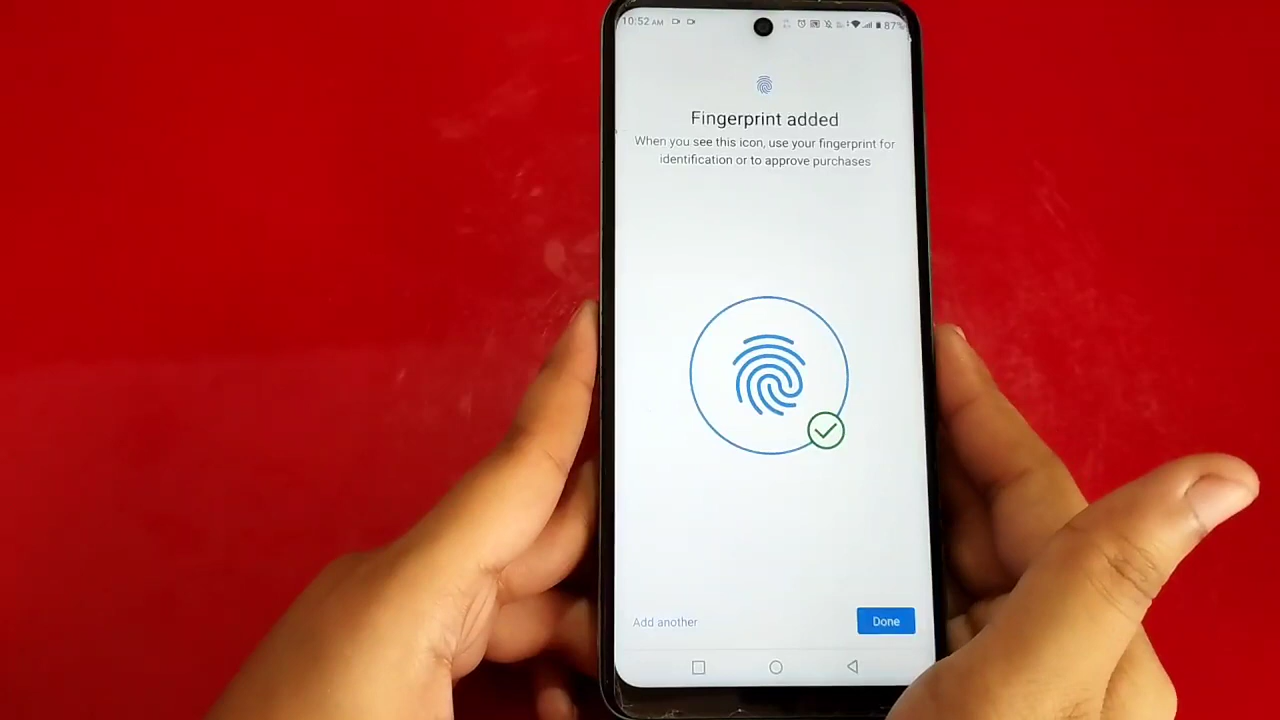 10:52 AM 87%
Fingerprint added
When you see this icon, use your fingerprint for
identification or to approve purchases
Add another Done